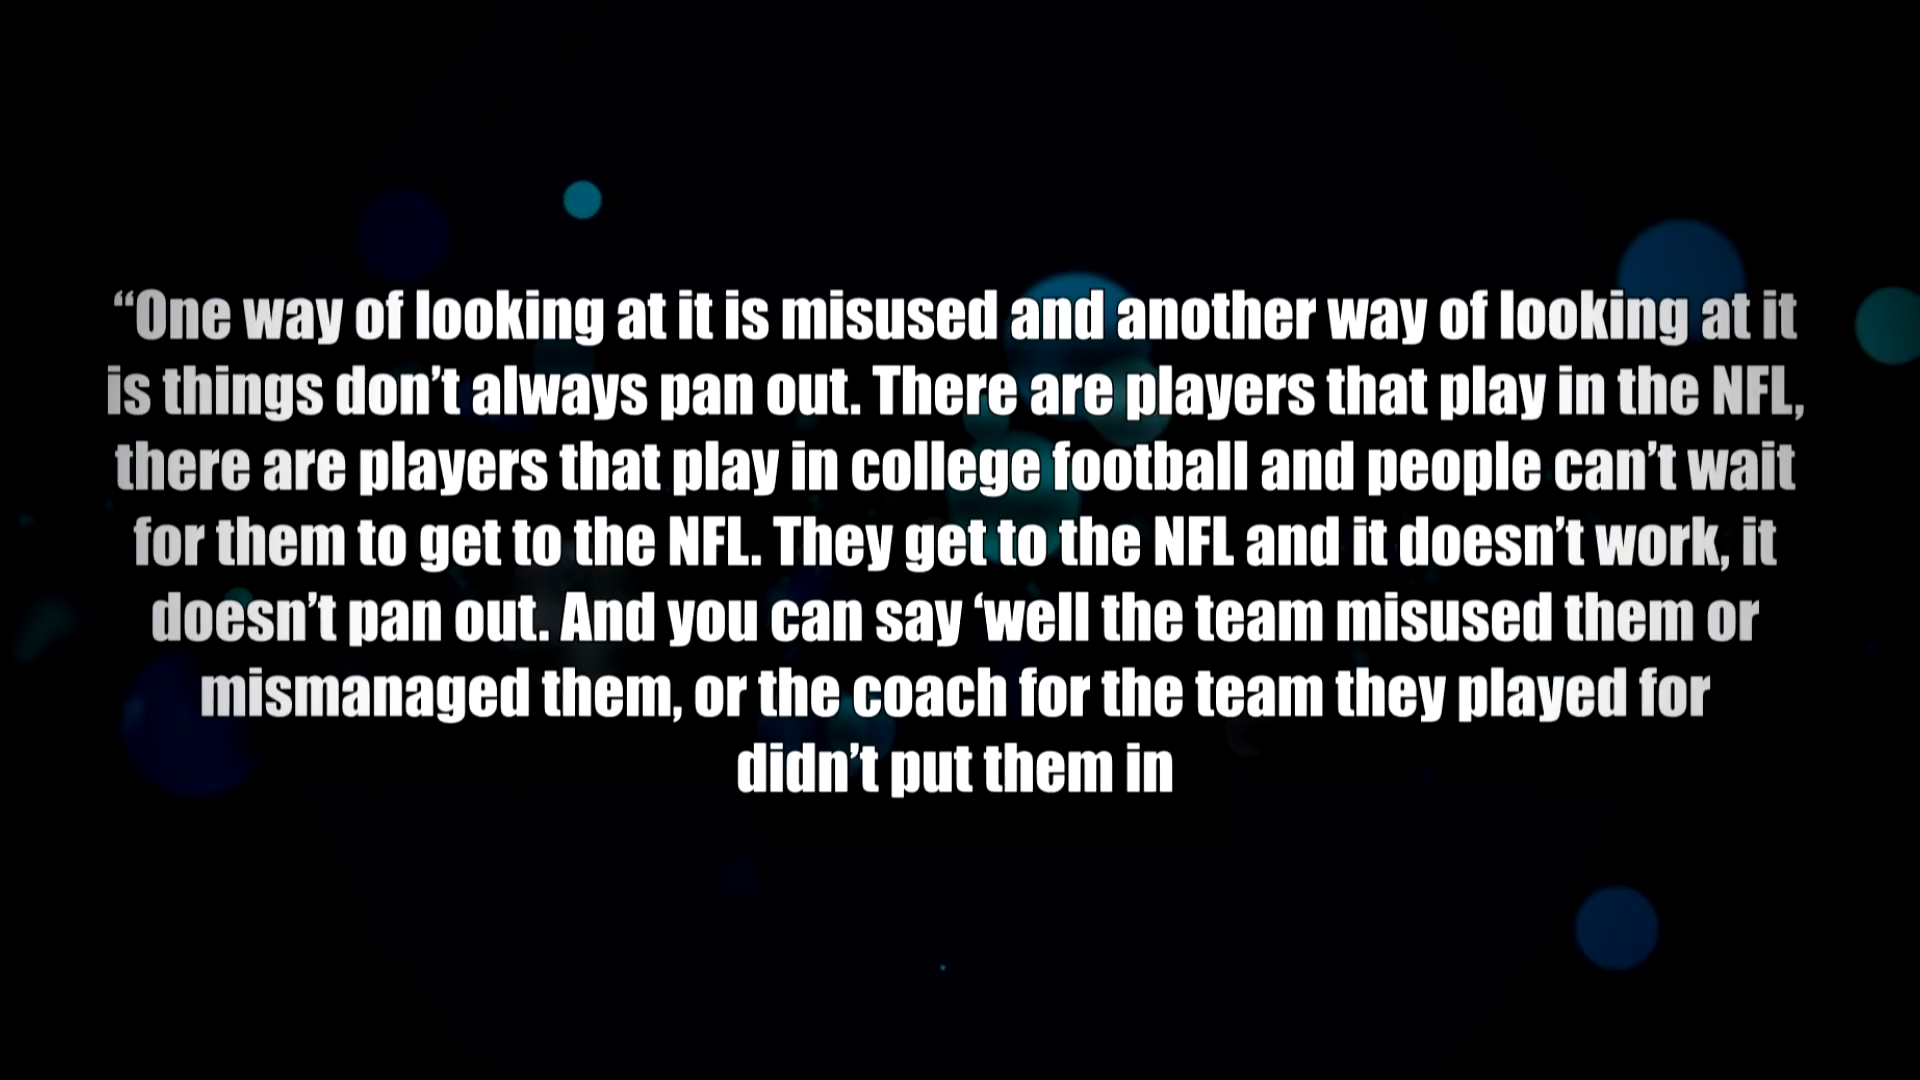 “One way of looking at it is misused and another way of looking at it
is things don’t always pan out. There are players that play in the NFL,
there are players that play in college football and people can’t wait
for them to get to the NFL. They get to the NFL and it doesn’t work, it
doesn’t pan out. And you can say ‘well the team misused them or
mismanaged them, or the coach for the team they played for
didn’t put them in